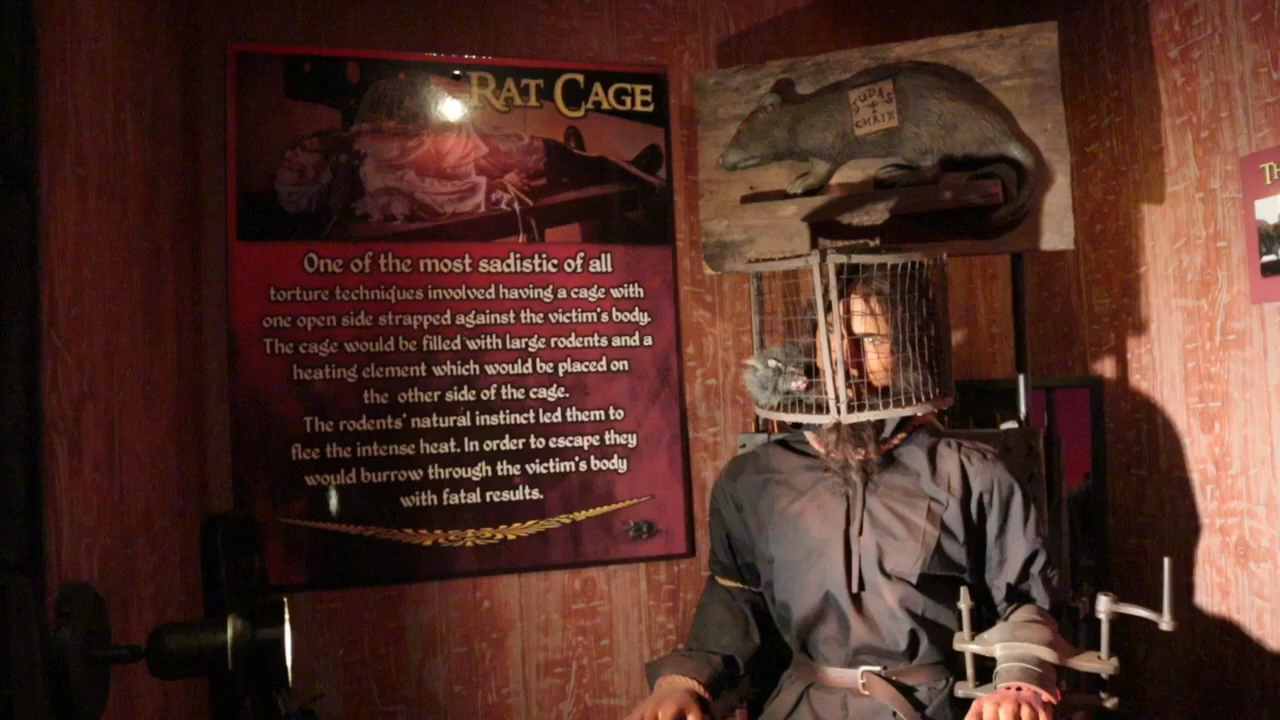 RAT CAGE
One of the most sadistic of all
torture techniques involved having a cage with
one open side strapped against the victim's body.
The cage would be filled with large rodents and a
heating element which would be placed on
the other side of the cage.
The rodents' natural instinct led them to
flee the intense heat. In order to escape they
would burrow through the victim's body
with fatal results.
JUDAS
CHAIR